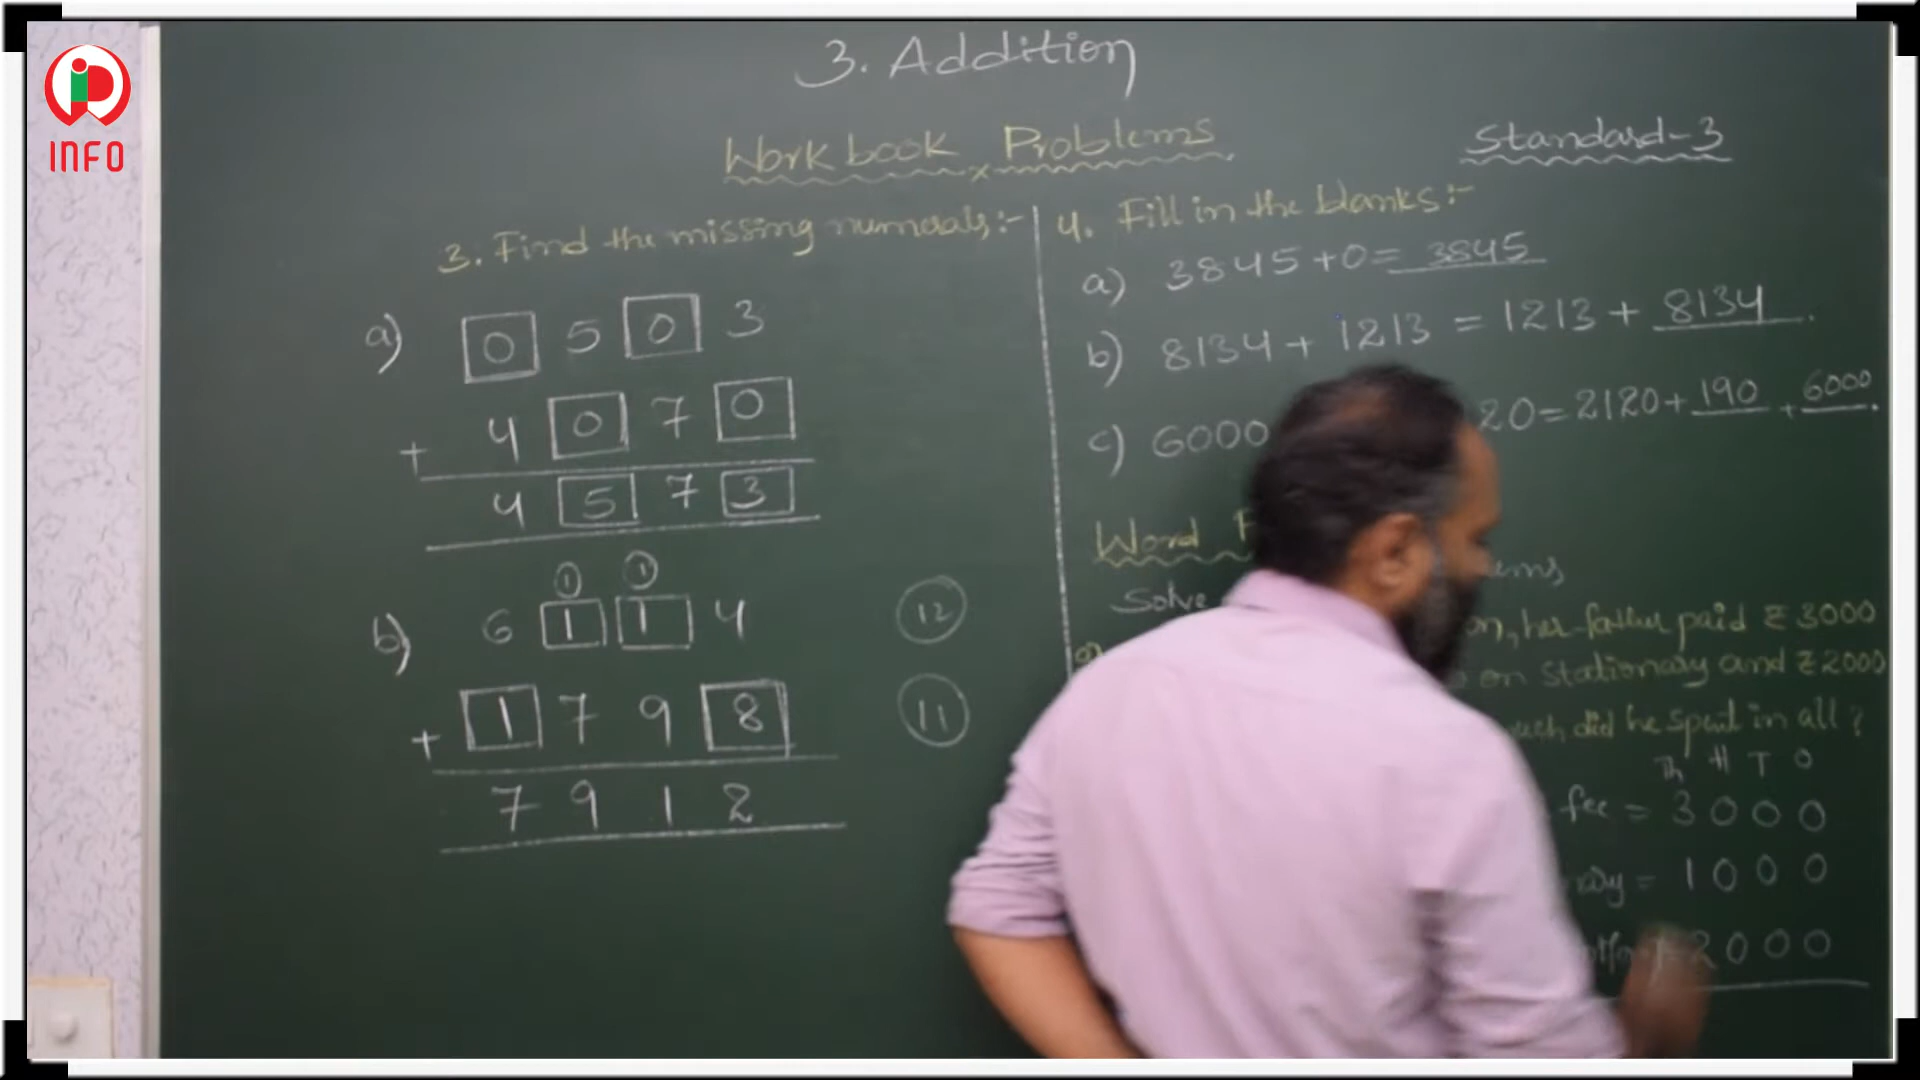 INFO
3. Addition
Workbook Problems
Standard-3
3. Find the missing numerals:-
a) 0 5 0 3
+ 4 0 7 0
4 5 7 3
1 1
b) 6 1 1 4
12
+ 1 7 9 8
11
7 9 1 2
4. Fill in the blanks:-
a) 3845+0= 3845
b) 8134 + 1213 = 1213 + 8134.
c) 6000 20=2120+190+6000.
Word
Solve
on, her father paid ₹ 3000
on stationary and ₹2000
did he spent in all?
Th H T O
fee = 3 0 0 0
= 1 0 0 0
2 0 0 0